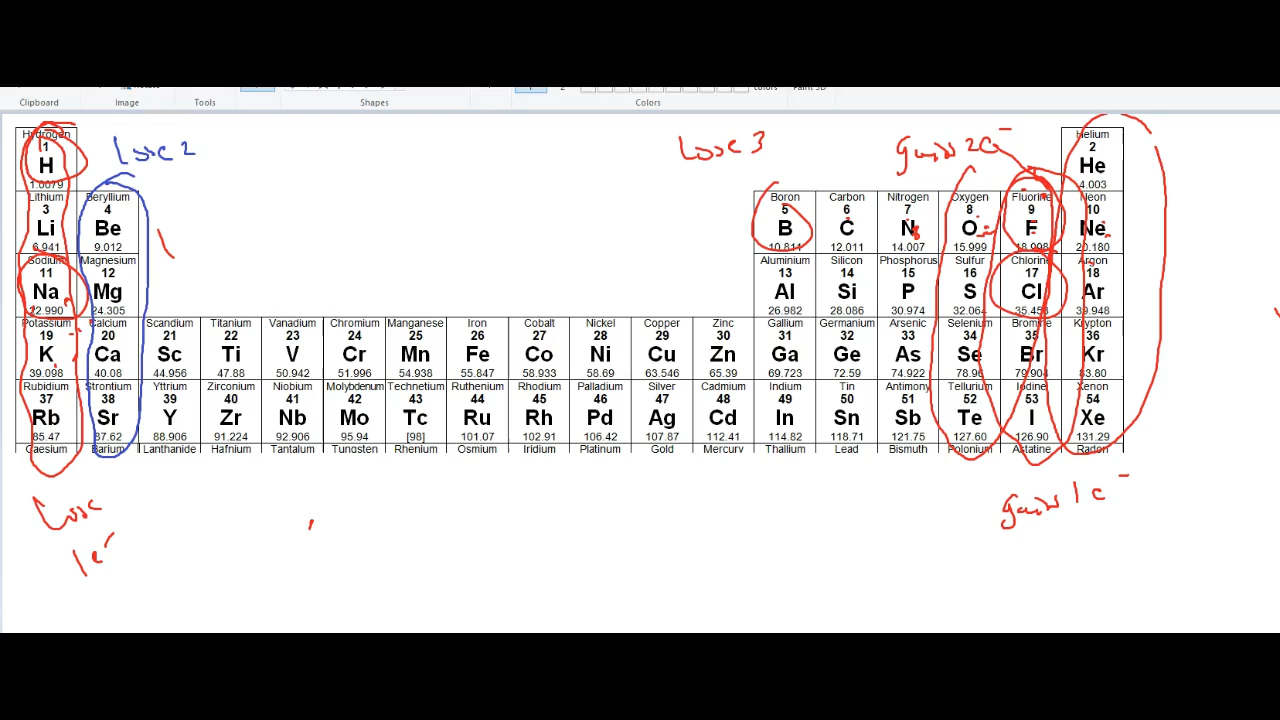 Clipboard Image Tools Shapes Colors
Lose 2
Lose 3
gains 2e-
Hydrogen Helium
1 2
H He
1.0079 4.003
Lithium Beryllium Boron Carbon Nitrogen Oxygen Fluorine Neon
3 4 5 6 7 8 9 10
Li Be B C N O F Ne
6.941 9.012 10.811 12.011 14.007 15.999 18.998 20.180
Sodium Magnesium Aluminium Silicon Phosphorus Sulfur Chlorine Argon
11 12 13 14 15 16 17 18
Na Mg Al Si P S Cl Ar
22.990 24.305 26.982 28.086 30.974 32.064 35.453 39.948
Potassium Calcium Scandium Titanium Vanadium Chromium Manganese Iron Cobalt Nickel Copper Zinc Gallium Germanium Arsenic Selenium Bromine Krypton
19 20 21 22 23 24 25 26 27 28 29 30 31 32 33 34 35 36
K Ca Sc Ti V Cr Mn Fe Co Ni Cu Zn Ga Ge As Se Br Kr
39.098 40.08 44.956 47.88 50.942 51.996 54.938 55.847 58.933 58.69 63.546 65.39 69.723 72.59 74.922 78.96 79.904 83.80
Rubidium Strontium Yttrium Zirconium Niobium Molybdenum Technetium Ruthenium Rhodium Palladium Silver Cadmium Indium Tin Antimony Tellurium Iodine Xenon
37 38 39 40 41 42 43 44 45 46 47 48 49 50 51 52 53 54
Rb Sr Y Zr Nb Mo Tc Ru Rh Pd Ag Cd In Sn Sb Te I Xe
85.47 87.62 88.906 91.224 92.906 95.94 [98] 101.07 102.91 106.42 107.87 112.41 114.82 118.71 121.75 127.60 126.90 131.29
Caesium Barium Lanthanide Hafnium Tantalum Tungsten Rhenium Osmium Iridium Platinum Gold Mercury Thallium Lead Bismuth Polonium Astatine Radon
Lose
1e-
gains 1e-